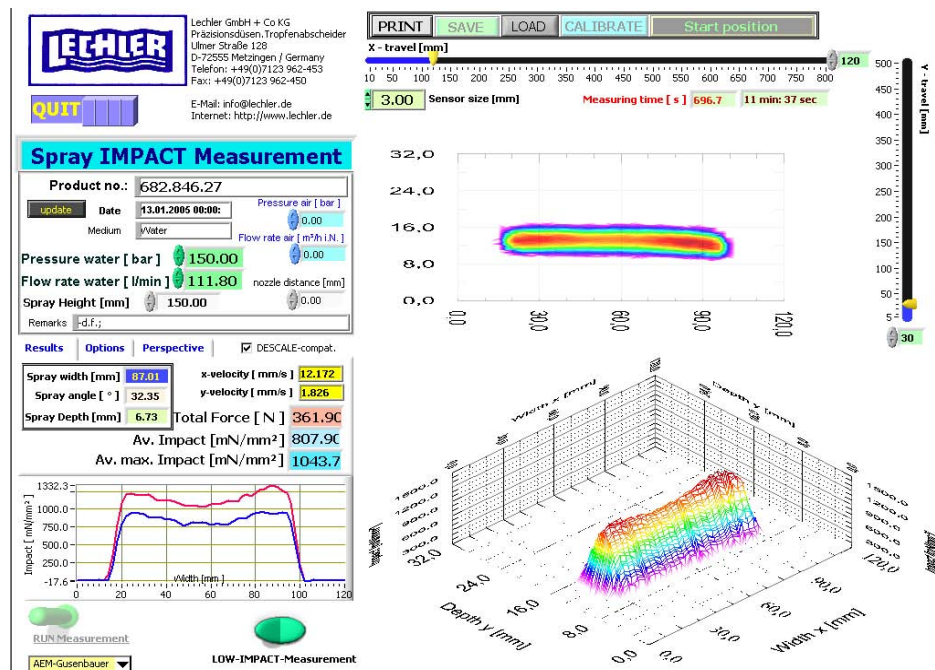 LECHLER
Lechler GmbH + Co KG
Präzisionsdüsen.Tropfenabscheider
Ulmer Straße 128
D-72555 Metzingen / Germany
Telefon: +49(0)7123 962-453
Fax: +49(0)7123 962-450
E-Mail: info@lechler.de
Internet: http://www.lechler.de
QUIT
PRINT SAVE LOAD CALIBRATE Start position
X - travel [mm]
10 50 100 150 200 250 300 350 400 450 500 550 600 650 700 750 800
120
3.00 Sensor size [mm] Measuring time [ s ] 696.7 11 min: 37 sec
Y - travel [mm]
500
450
400
350
300
250
200
150
100
50
5
30
Spray IMPACT Measurement
Product no.: 682.846.27
update Date 13.01.2005 00:00:
Pressure air [ bar ]
0.00
Medium Water
Flow rate air [ m³/h i.N. ]
0.00
Pressure water [ bar ] 150.00
Flow rate water [ l/min ] 111.80
nozzle distance [mm]
Spray Height [mm] 150.00 0.00
Remarks -d.f.;
Results Options Perspective DESCALE-compat.
Spray width [mm] 87.01
Spray angle [ ° ] 32.35
Spray Depth [mm] 6.73
x-velocity [ mm/s ] 12.172
y-velocity [ mm/s ] 1.826
Total Force [ N ] 361.90
Av. Impact [mN/mm²] 807.90
Av. max. Impact [mN/mm²] 1043.7
32,0
24,0
16,0
8,0
0,0
0,0 30,0 60,0 90,0 120,0
Impact [ mN/mm² ]
1332.3
1000.0
750.0
500.0
250.0
-17.6
Width [mm]
0 20 40 60 80 100 120
Width x [mm]
Depth y [mm]
1500.0
1200.0
900.0
600.0
300.0
32,0
24,0
16,0
8,0
0,0
Depth y [mm]
0,0
30,0
60,0
90,0
120,0
Width x [mm]
RUN Measurement
AEM-Gusenbauer
LOW-IMPACT-Measurement